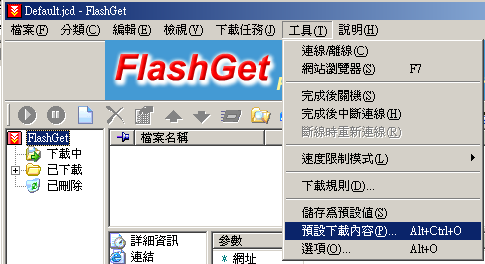 Default.jcd - FlashGet
檔案(F) 分類(C) 編輯(E) 檢視(V) 下載任務(J) 工具(T) 說明(H)
FlashGet
連線/離線(C)
網站瀏覽器(S) F7
完成後關機(S)
完成後中斷連線(H)
斷線時重新連線(R)
速度限制模式(L)
下載規則(D)...
儲存為預設值(S)
預設下載內容(P)... Alt+Ctrl+O
選項(O)... Alt+O
FlashGet
下載中
已下載
已刪除
檔案名稱
詳細資訊
連結
參數
* 網址